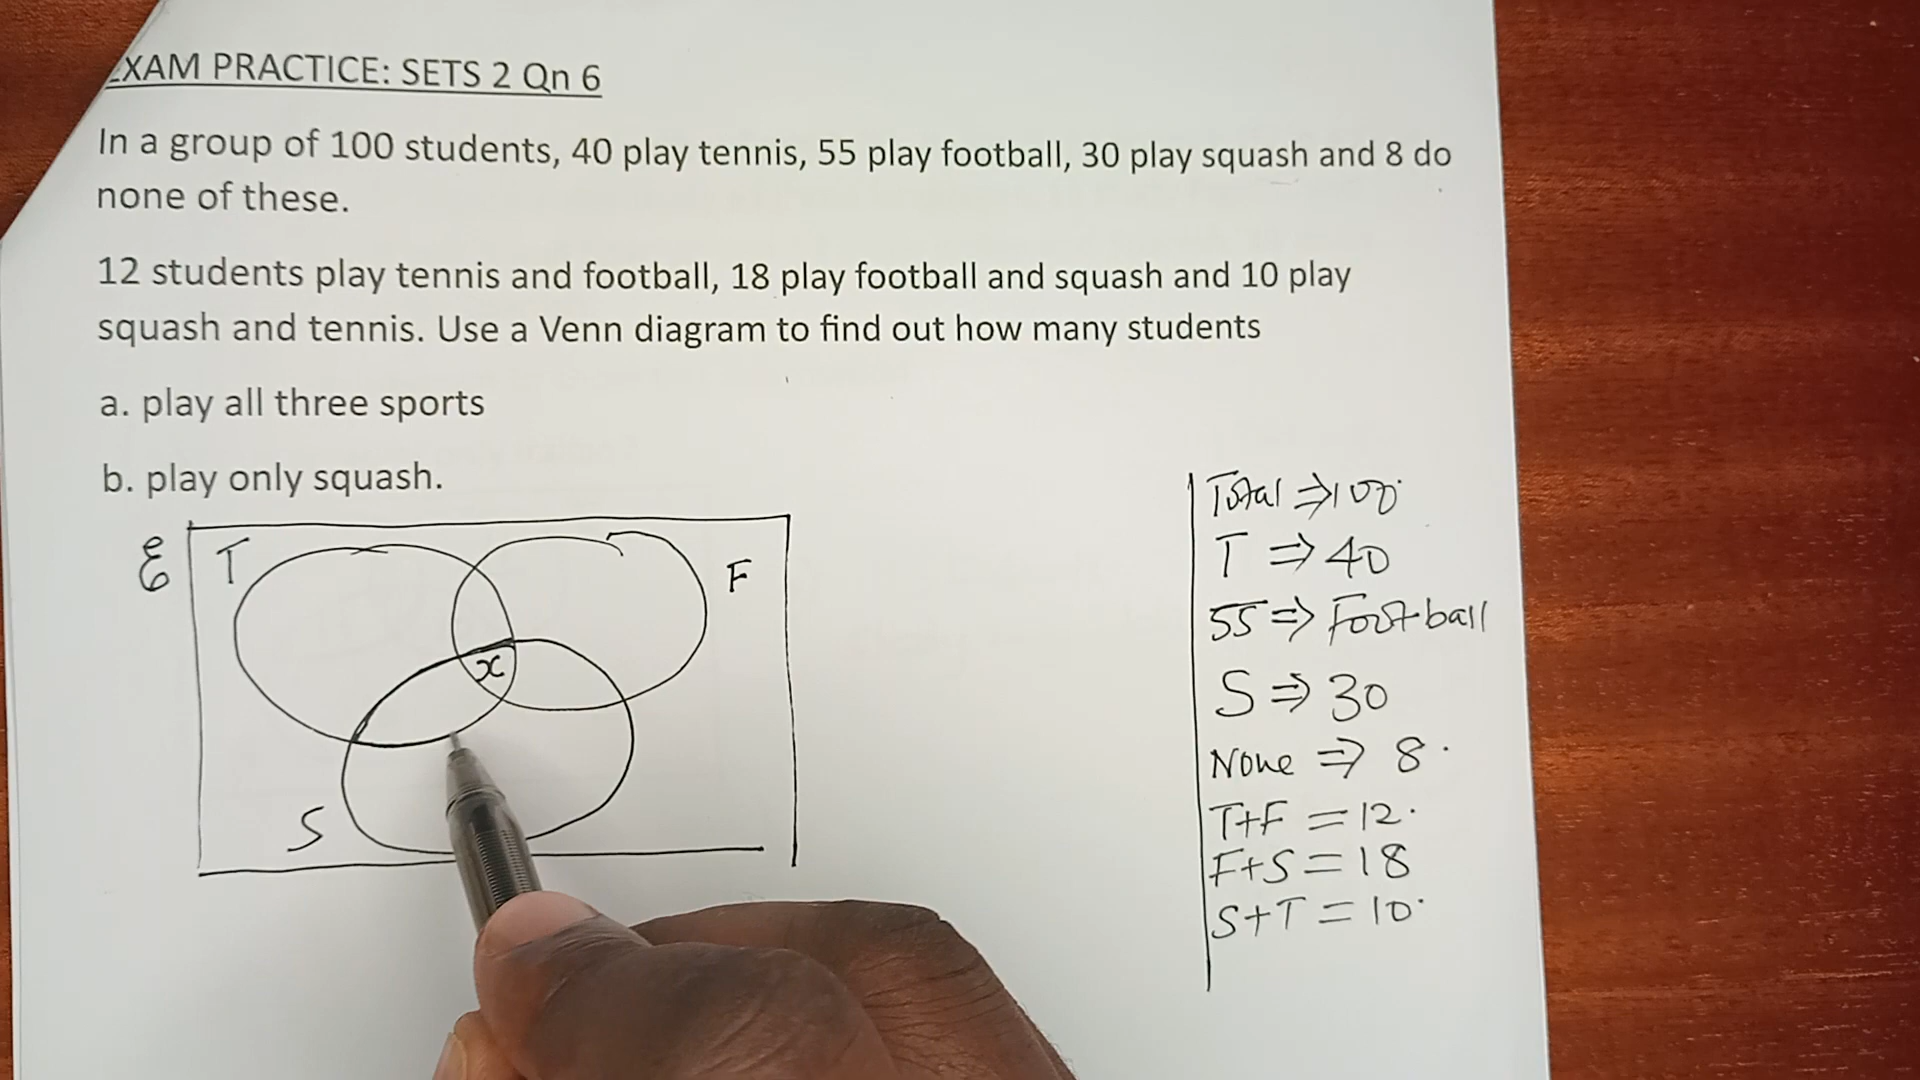 EXAM PRACTICE: SETS 2 Qn 6
In a group of 100 students, 40 play tennis, 55 play football, 30 play squash and 8 do
none of these.
12 students play tennis and football, 18 play football and squash and 10 play
squash and tennis. Use a Venn diagram to find out how many students
a. play all three sports
b. play only squash.
ℰ T F
x
S
Total ⇒ 100
T ⇒ 40
55 ⇒ Football
S ⇒ 30
None ⇒ 8.
T+F = 12.
F+S = 18
S+T = 10.